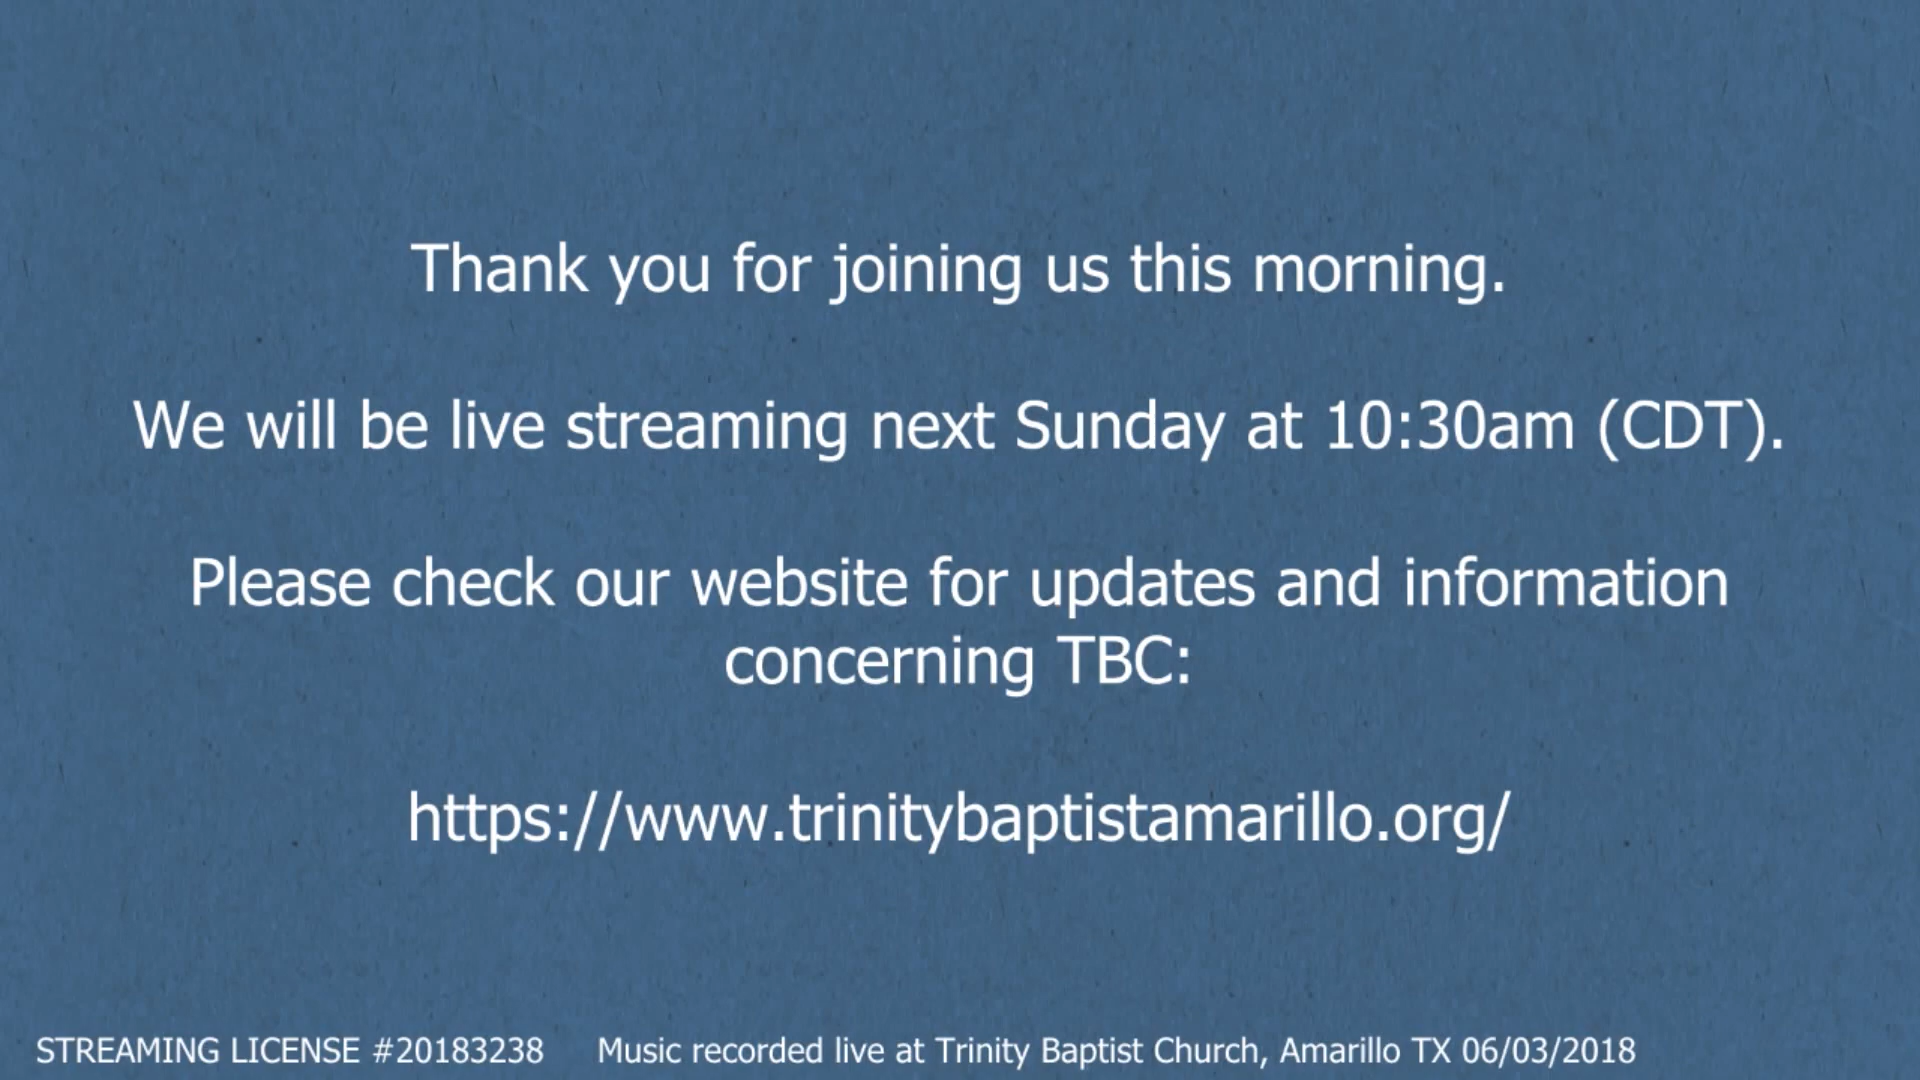 Thank you for joining us this morning.
We will be live streaming next Sunday at 10:30am (CDT).
Please check our website for updates and information
concerning TBC:
https://www.trinitybaptistamarillo.org/
STREAMING LICENSE #20183238 Music recorded live at Trinity Baptist Church, Amarillo TX 06/03/2018